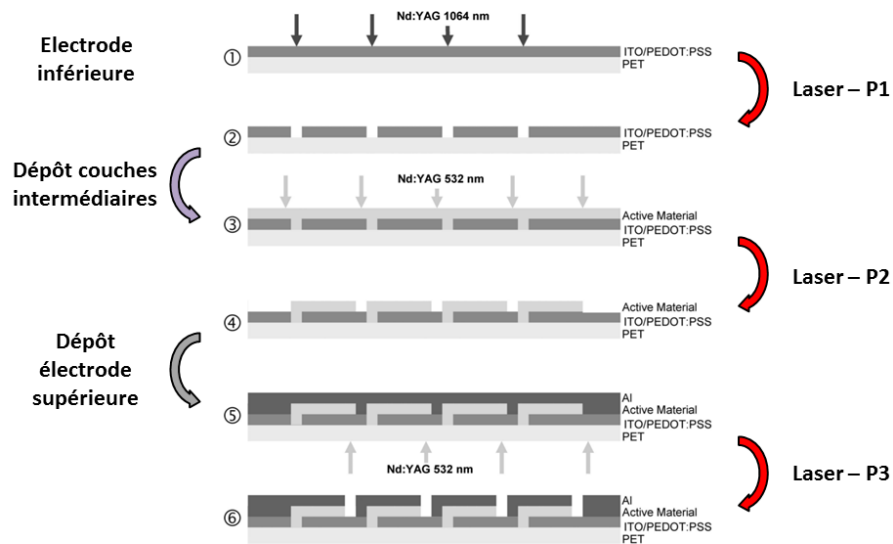 Nd:YAG 1064 nm
Electrode
inférieure
①
ITO/PEDOT:PSS
PET
Laser – P1
②
ITO/PEDOT:PSS
PET
Dépôt couches
intermédiaires
Nd:YAG 532 nm
③
Active Material
ITO/PEDOT:PSS
PET
Laser – P2
④
Active Material
ITO/PEDOT:PSS
PET
Dépôt
électrode
supérieure
⑤
Al
Active Material
ITO/PEDOT:PSS
PET
Nd:YAG 532 nm
Laser – P3
⑥
Al
Active Material
ITO/PEDOT:PSS
PET